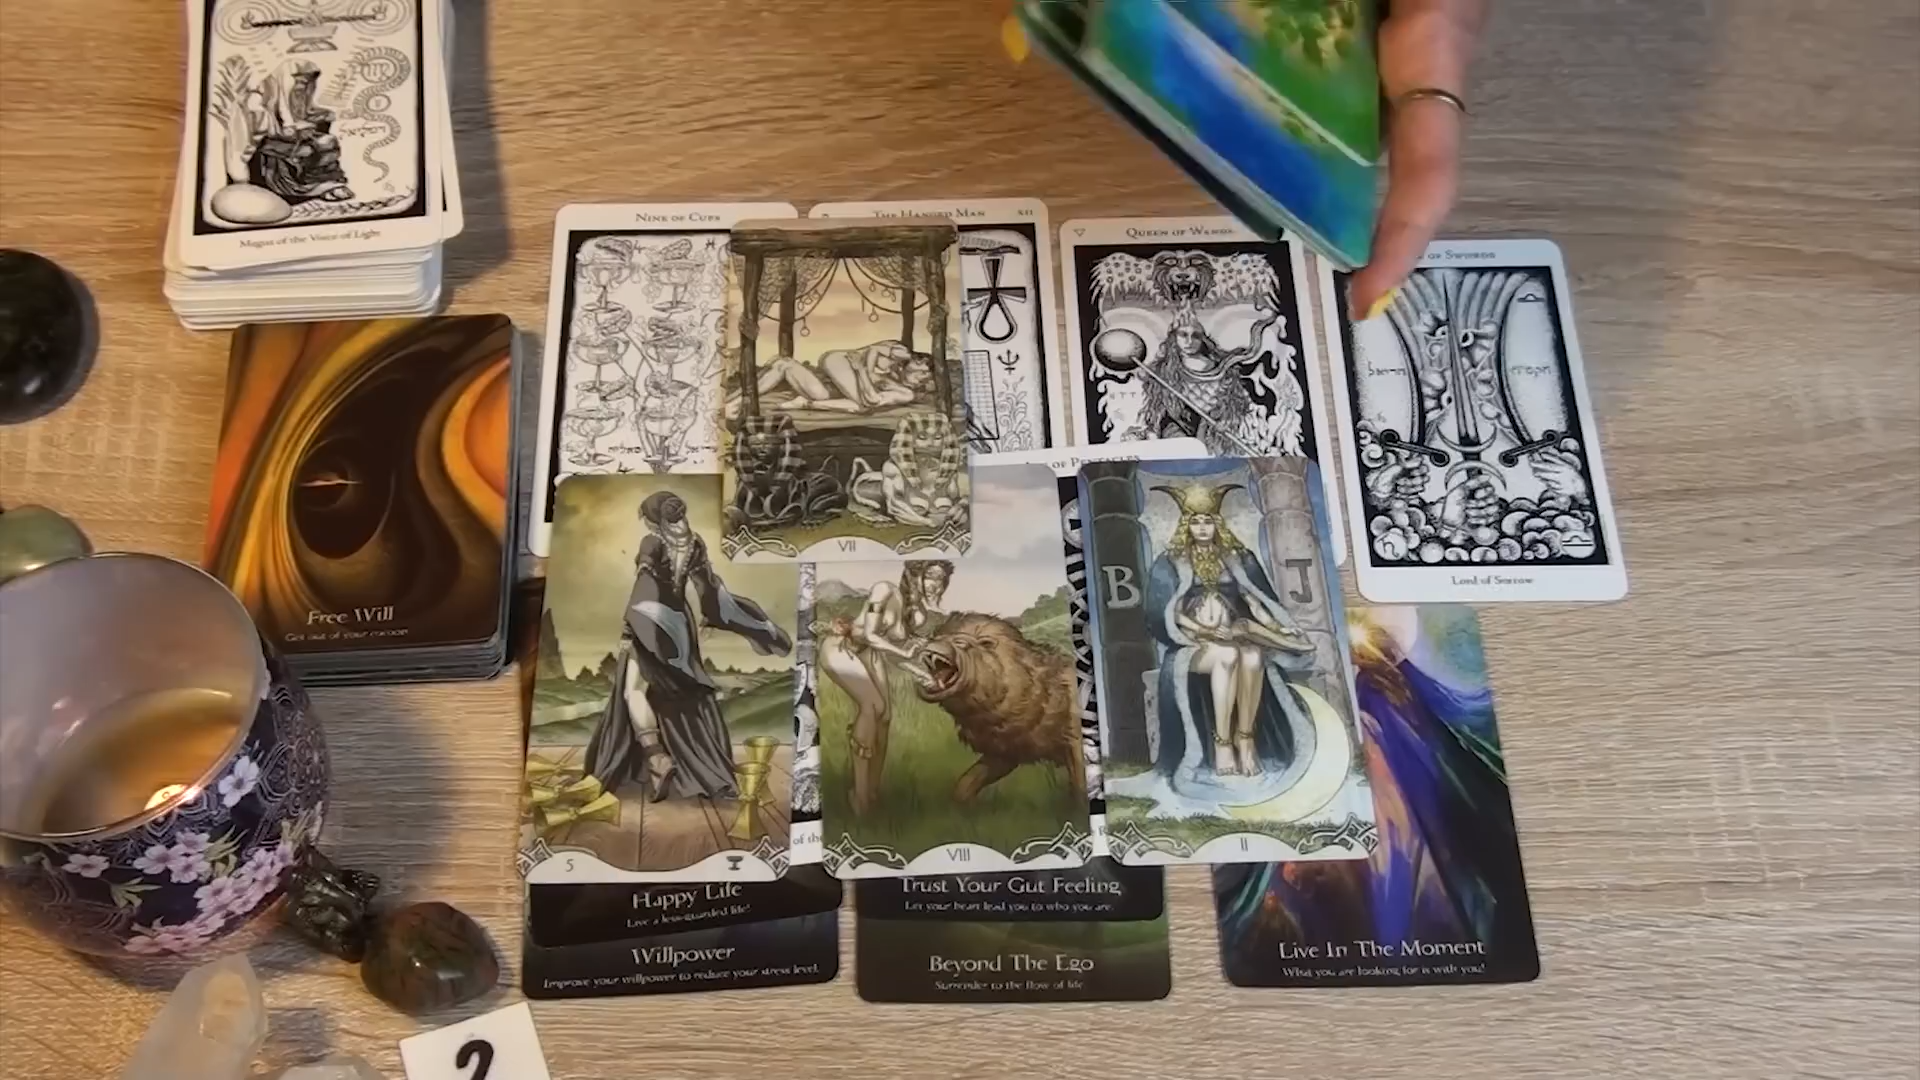 Magus of the Voice of Light
NINE OF CUPS
THE HANGED MAN XII
QUEEN OF WANDS
OF SWORDS
OF PENTACLES
Free Will
Get out of your cocoon
VII
B
J
Lord of Sorrow
5
VIII
II
of the
Happy Life
Live a less-guarded life!
Trust Your Gut Feeling
Let your heart lead you to who you are.
Willpower
Improve your willpower to reduce your stress level.
Beyond The Ego
Surrender to the flow of life.
Live In The Moment
What you are looking for is with you!
2